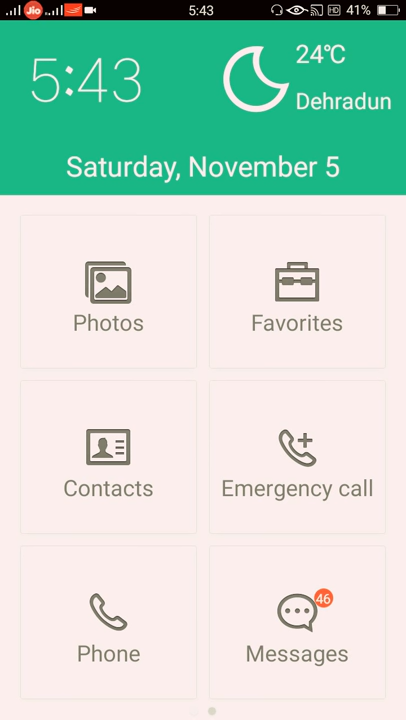 Jio 5:43 HD 41%
5:43
24℃
Dehradun
Saturday, November 5
Photos
Favorites
Contacts
Emergency call
Phone
46
Messages